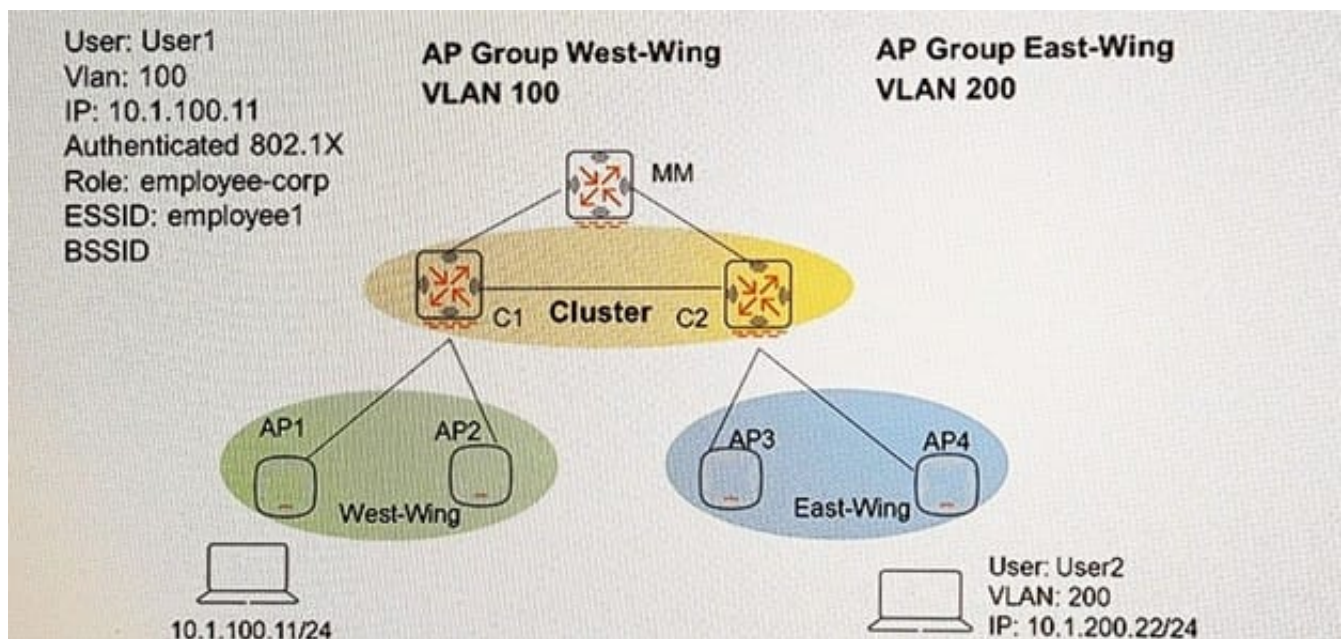 User: User1
Vlan: 100
IP: 10.1.100.11
Authenticated 802.1X
Role: employee-corp
ESSID: employee1
BSSID
AP Group West-Wing
VLAN 100
AP Group East-Wing
VLAN 200
MM
C1
Cluster
C2
AP1
AP2
West-Wing
AP3
AP4
East-Wing
10.1.100.11/24
User: User2
VLAN: 200
IP: 10.1.200.22/24